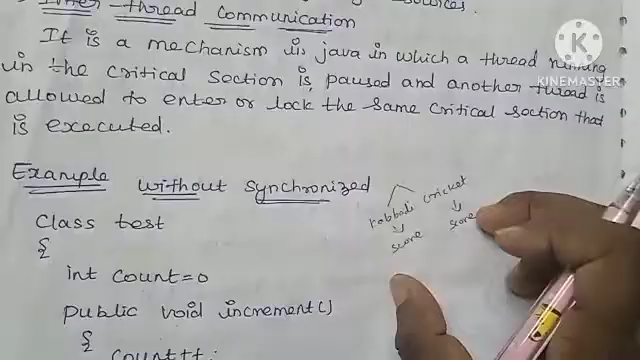 Inter-thread Communication
It is a mechanism in java in which a thread running
in the critical section is paused and another thread is
allowed to enter or lock the same critical section that
is executed.
KINEMASTER
Example without synchronized
kabbadi cricket
score score
Class test
{
int count=0
public void increment()
{
count++;